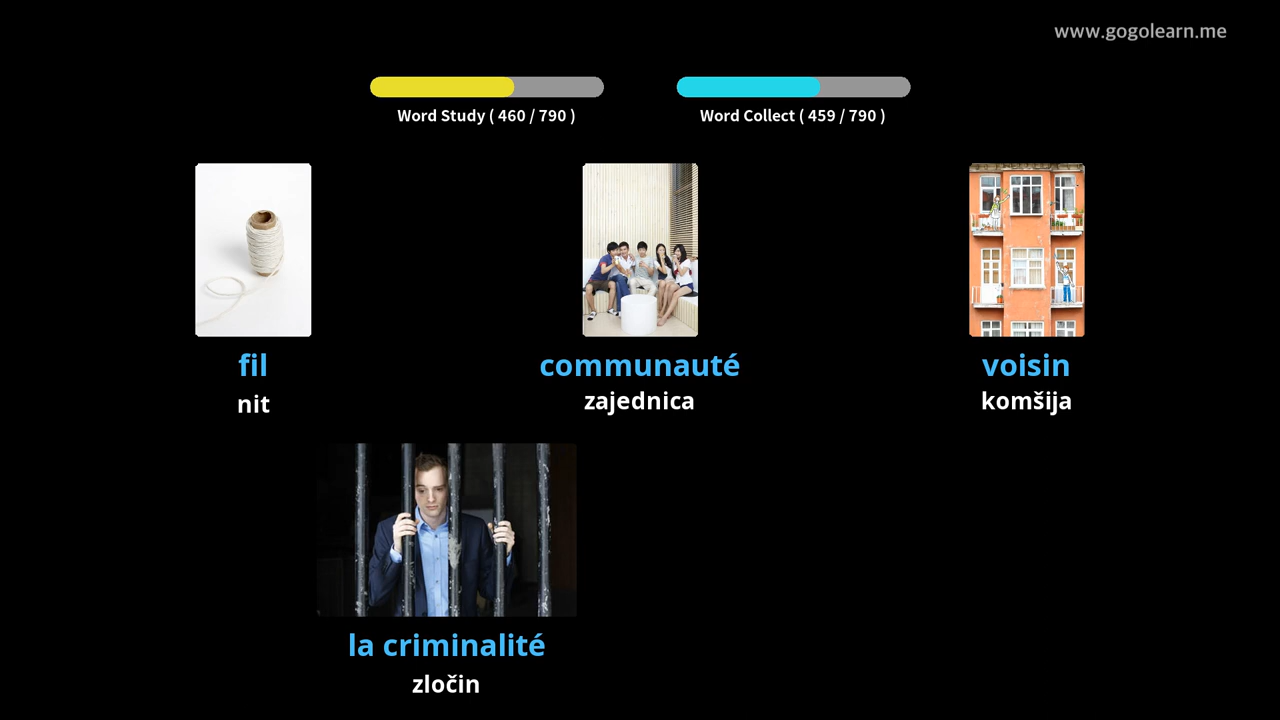 www.gogolearn.me
Word Study ( 460 / 790 )
Word Collect ( 459 / 790 )
fil
nit
communauté
zajednica
voisin
komšija
la criminalité
zločin